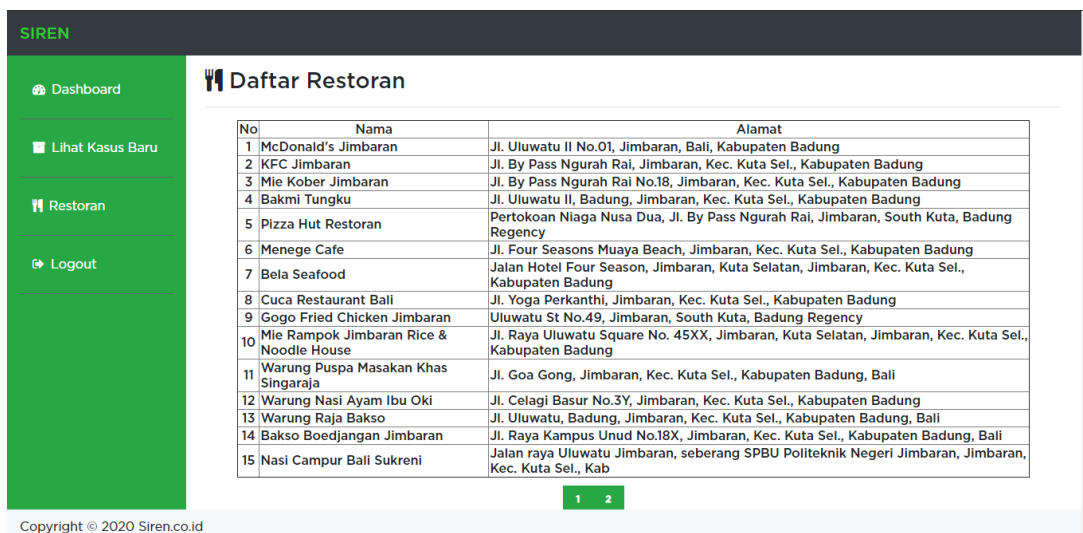 SIREN
Dashboard
Lihat Kasus Baru
Restoran
Logout
Daftar Restoran
No Nama Alamat
1 McDonald's Jimbaran Jl. Uluwatu II No.01, Jimbaran, Bali, Kabupaten Badung
2 KFC Jimbaran Jl. By Pass Ngurah Rai, Jimbaran, Kec. Kuta Sel., Kabupaten Badung
3 Mie Kober Jimbaran Jl. By Pass Ngurah Rai No.18, Jimbaran, Kec. Kuta Sel., Kabupaten Badung
4 Bakmi Tungku Jl. Uluwatu II, Badung, Jimbaran, Kec. Kuta Sel., Kabupaten Badung
5 Pizza Hut Restoran Pertokoan Niaga Nusa Dua, Jl. By Pass Ngurah Rai, Jimbaran, South Kuta, Badung
Regency
6 Menege Cafe Jl. Four Seasons Muaya Beach, Jimbaran, Kec. Kuta Sel., Kabupaten Badung
7 Bela Seafood Jalan Hotel Four Season, Jimbaran, Kuta Selatan, Jimbaran, Kec. Kuta Sel.,
Kabupaten Badung
8 Cuca Restaurant Bali Jl. Yoga Perkanthi, Jimbaran, Kec. Kuta Sel., Kabupaten Badung
9 Gogo Fried Chicken Jimbaran Uluwatu St No.49, Jimbaran, South Kuta, Badung Regency
10 Mie Rampok Jimbaran Rice & Jl. Raya Uluwatu Square No. 45XX, Jimbaran, Kuta Selatan, Jimbaran, Kec. Kuta Sel.,
Noodle House Kabupaten Badung
11 Warung Puspa Masakan Khas
Singaraja Jl. Goa Gong, Jimbaran, Kec. Kuta Sel., Kabupaten Badung, Bali
12 Warung Nasi Ayam Ibu Oki Jl. Celagi Basur No.3Y, Jimbaran, Kec. Kuta Sel., Kabupaten Badung
13 Warung Raja Bakso Jl. Uluwatu, Badung, Jimbaran, Kec. Kuta Sel., Kabupaten Badung, Bali
14 Bakso Boedjangan Jimbaran Jl. Raya Kampus Unud No.18X, Jimbaran, Kec. Kuta Sel., Kabupaten Badung, Bali
15 Nasi Campur Bali Sukreni Jalan raya Uluwatu Jimbaran, seberang SPBU Politeknik Negeri Jimbaran, Jimbaran,
Kec. Kuta Sel., Kab
1 2
Copyright © 2020 Siren.co.id